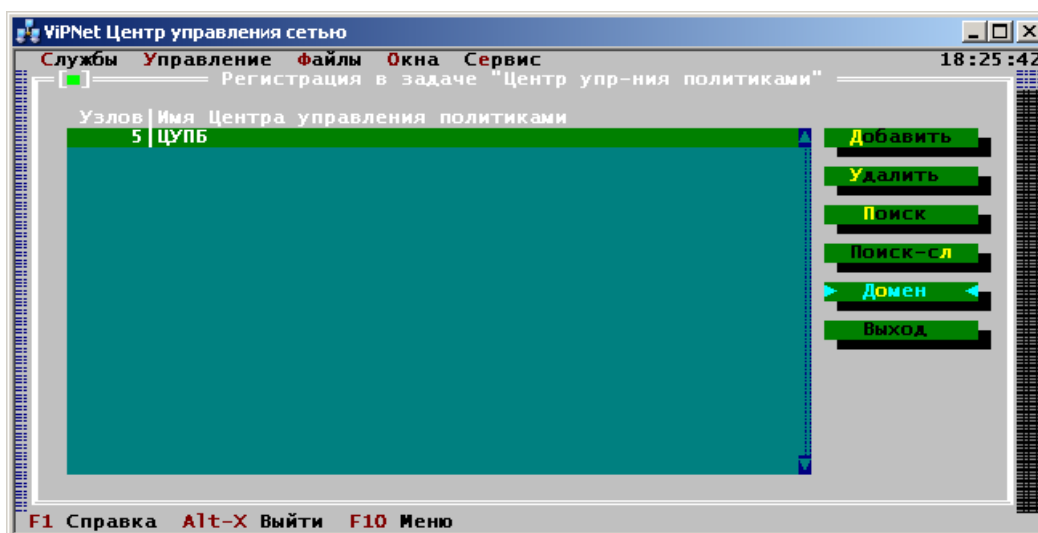 ViPNet Центр управления сетью
Службы Управление Файлы Окна Сервис 18:25:42
Регистрация в задаче "Центр упр-ния политиками"
Узлов|Имя Центра управления политиками
5|ЦУПБ
Добавить
Удалить
Поиск
Поиск-сл
Домен
Выход
F1 Справка Alt-X Выйти F10 Меню